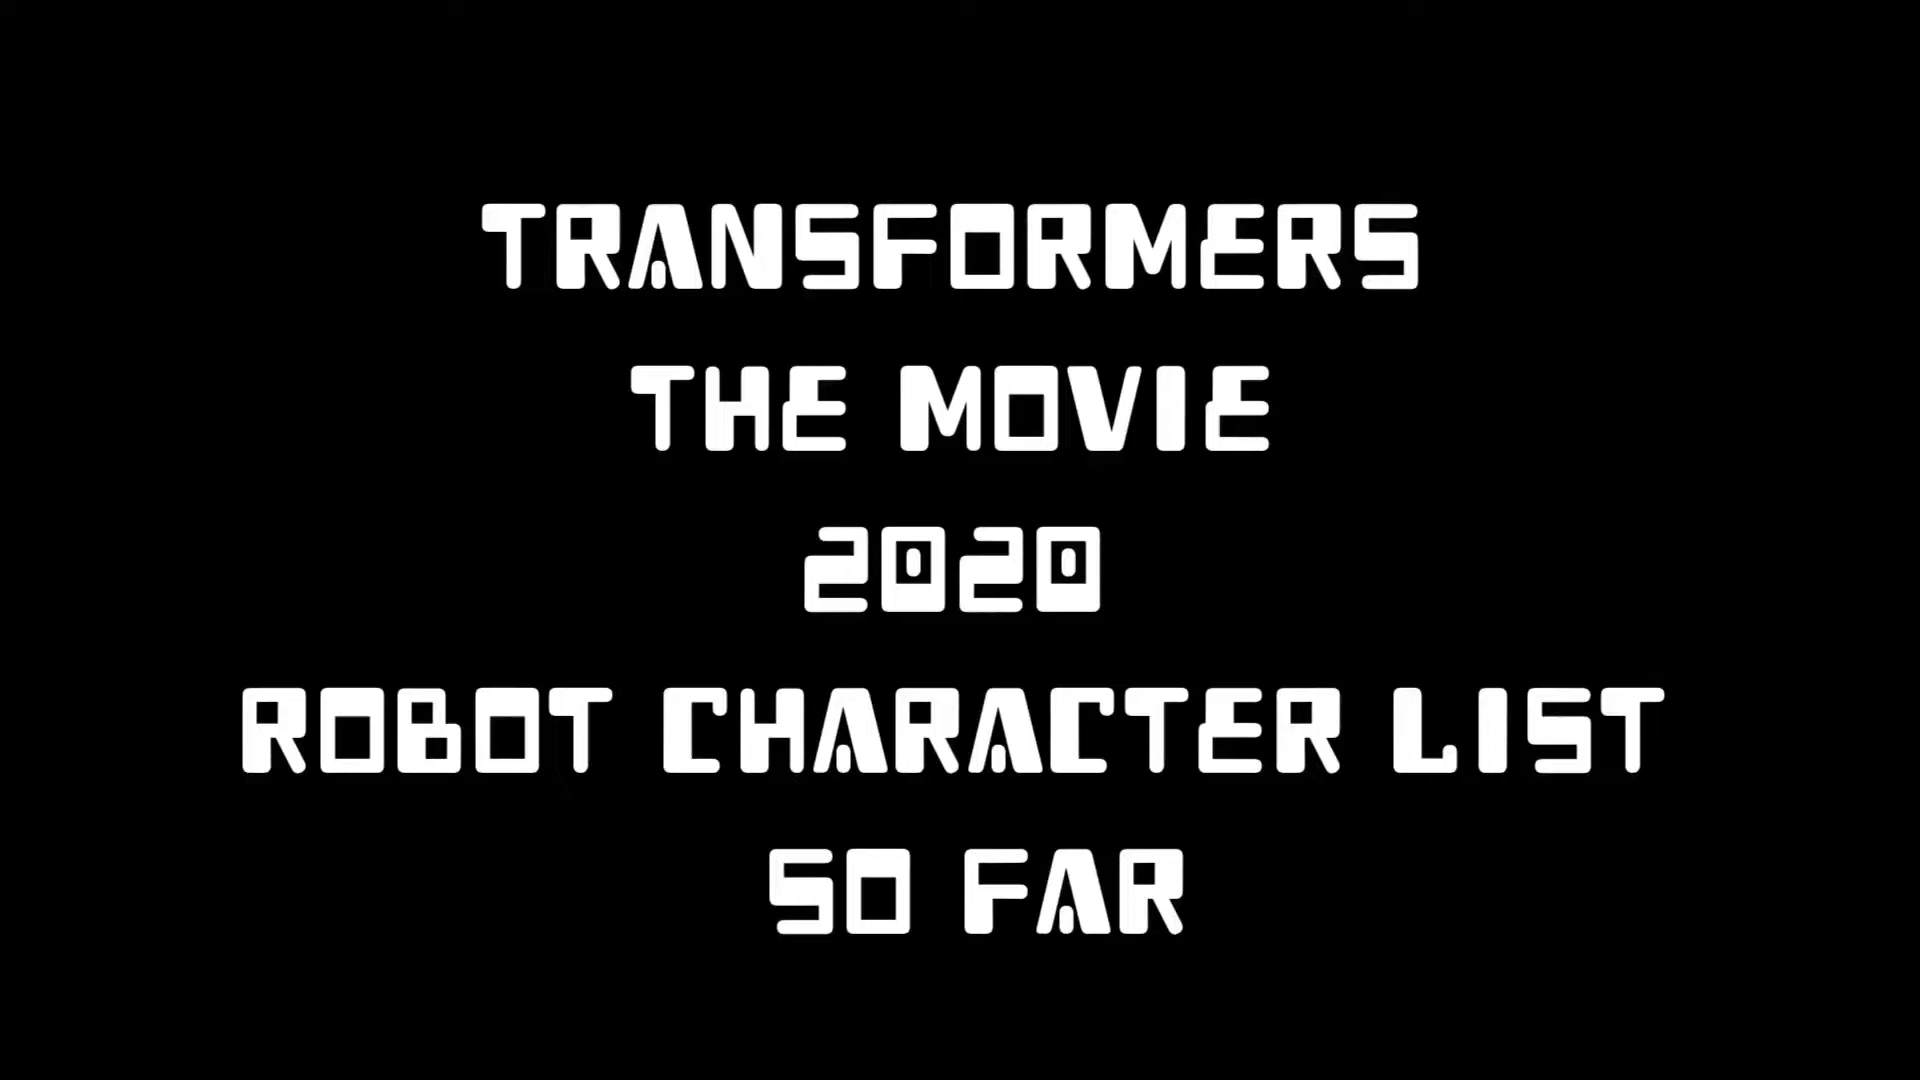 TRANSFORMERS
THE MOVIE
2020
ROBOT CHARACTER LIST
SO FAR